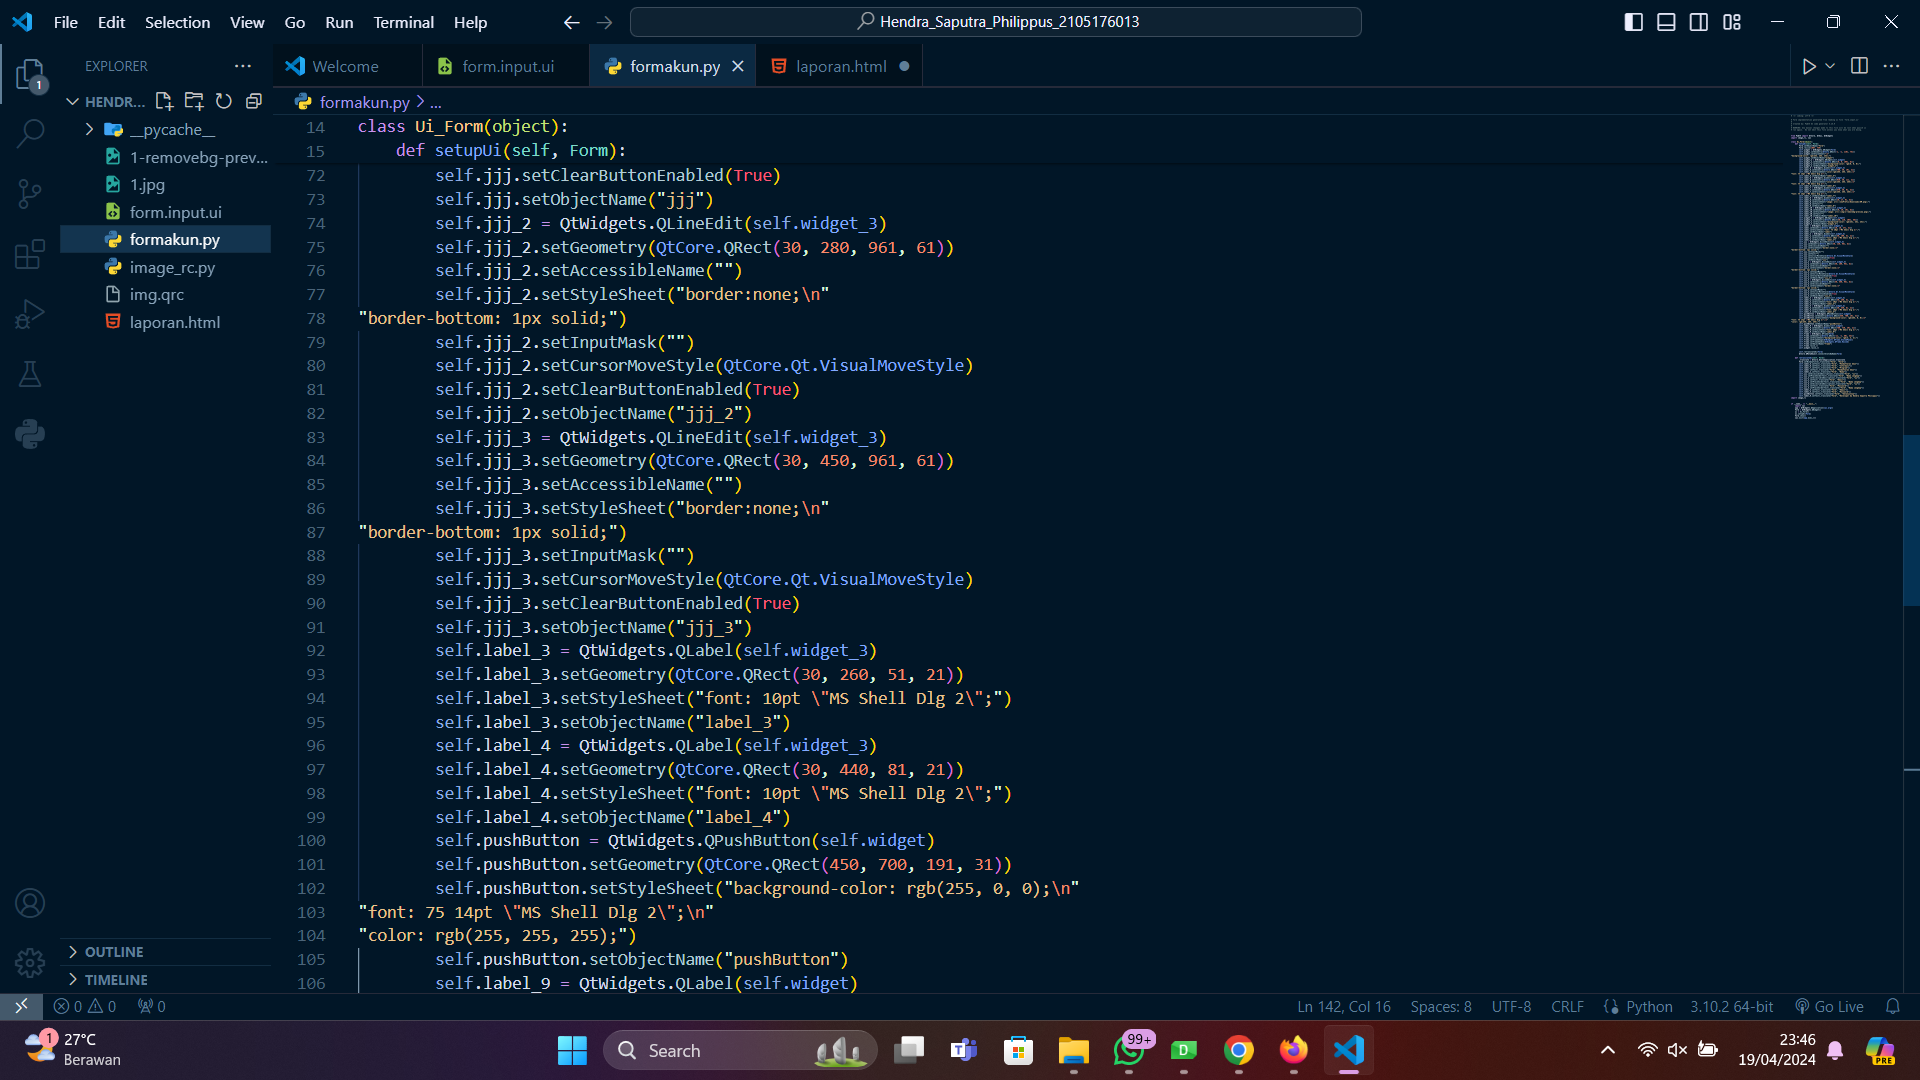 File Edit Selection View Go Run Terminal Help
Hendra_Saputra_Philippus_2105176013
EXPLORER
Welcome
form.input.ui
formakun.py
laporan.html
1
HENDR...
formakun.py > ...
__pycache__
1-removebg-prev...
1.jpg
form.input.ui
formakun.py
image_rc.py
img.qrc
laporan.html
14 class Ui_Form(object):
15 def setupUi(self, Form):
72 self.jjj.setClearButtonEnabled(True)
73 self.jjj.setObjectName("jjj")
74 self.jjj_2 = QtWidgets.QLineEdit(self.widget_3)
75 self.jjj_2.setGeometry(QtCore.QRect(30, 280, 961, 61))
76 self.jjj_2.setAccessibleName("")
77 self.jjj_2.setStyleSheet("border:none;\n"
78 "border-bottom: 1px solid;")
79 self.jjj_2.setInputMask("")
80 self.jjj_2.setCursorMoveStyle(QtCore.Qt.VisualMoveStyle)
81 self.jjj_2.setClearButtonEnabled(True)
82 self.jjj_2.setObjectName("jjj_2")
83 self.jjj_3 = QtWidgets.QLineEdit(self.widget_3)
84 self.jjj_3.setGeometry(QtCore.QRect(30, 450, 961, 61))
85 self.jjj_3.setAccessibleName("")
86 self.jjj_3.setStyleSheet("border:none;\n"
87 "border-bottom: 1px solid;")
88 self.jjj_3.setInputMask("")
89 self.jjj_3.setCursorMoveStyle(QtCore.Qt.VisualMoveStyle)
90 self.jjj_3.setClearButtonEnabled(True)
91 self.jjj_3.setObjectName("jjj_3")
92 self.label_3 = QtWidgets.QLabel(self.widget_3)
93 self.label_3.setGeometry(QtCore.QRect(30, 260, 51, 21))
94 self.label_3.setStyleSheet("font: 10pt \"MS Shell Dlg 2\";")
95 self.label_3.setObjectName("label_3")
96 self.label_4 = QtWidgets.QLabel(self.widget_3)
97 self.label_4.setGeometry(QtCore.QRect(30, 440, 81, 21))
98 self.label_4.setStyleSheet("font: 10pt \"MS Shell Dlg 2\";")
99 self.label_4.setObjectName("label_4")
100 self.pushButton = QtWidgets.QPushButton(self.widget)
101 self.pushButton.setGeometry(QtCore.QRect(450, 700, 191, 31))
102 self.pushButton.setStyleSheet("background-color: rgb(255, 0, 0);\n"
103 "font: 75 14pt \"MS Shell Dlg 2\";\n"
104 "color: rgb(255, 255, 255);")
105 self.pushButton.setObjectName("pushButton")
106 self.label_9 = QtWidgets.QLabel(self.widget)
OUTLINE
TIMELINE
0 0 0
Ln 142, Col 16 Spaces: 8 UTF-8 CRLF Python 3.10.2 64-bit Go Live
1
27°C
Berawan
Search
99+
D
23:46
19/04/2024
PRE